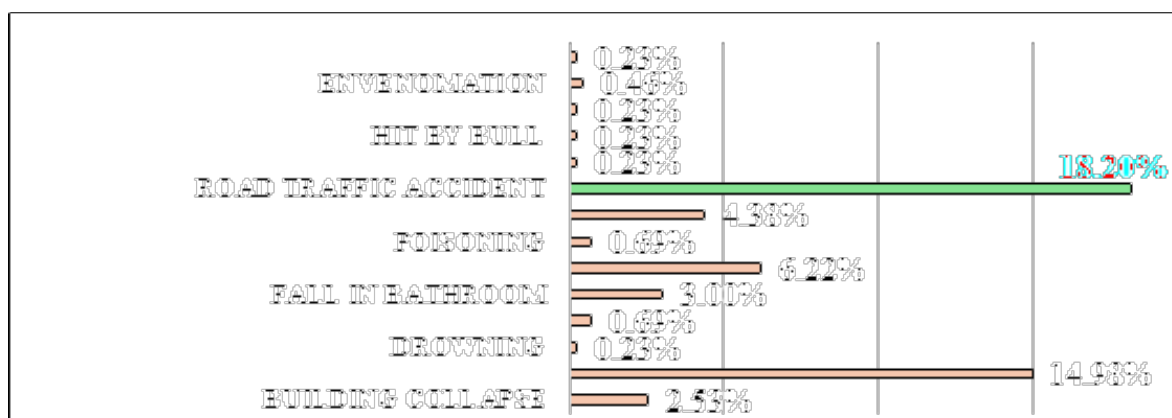 0.23%
ENVENOMATION 0.46%
0.23%
HIT BY BULL 0.23%
0.23%
18.20%
ROAD TRAFFIC ACCIDENT
4.38%
POISONING 0.69%
6.22%
FALL IN BATHROOM 3.00%
0.69%
DROWNING 0.23%
14.98%
BUILDING COLLAPSE 2.53%